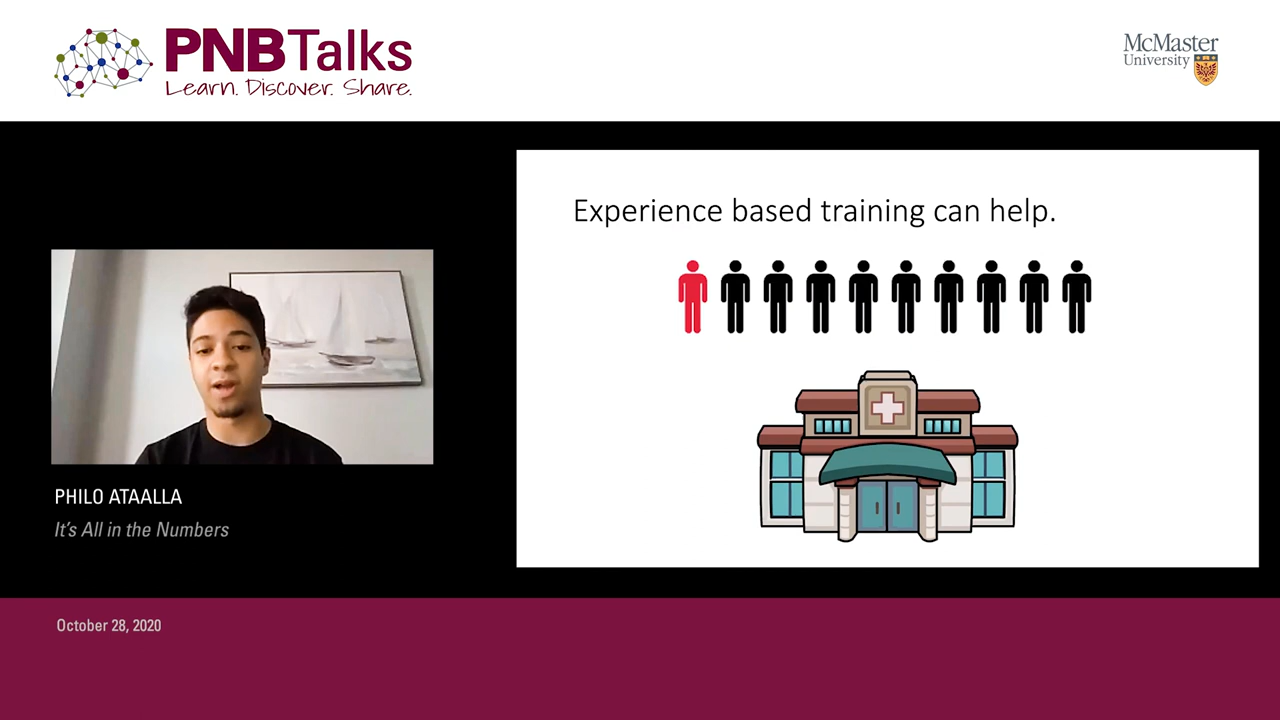 PNBTalks
Learn. Discover. Share.
McMaster
University
Experience based training can help.
PHILO ATAALLA
It's All in the Numbers
October 28, 2020